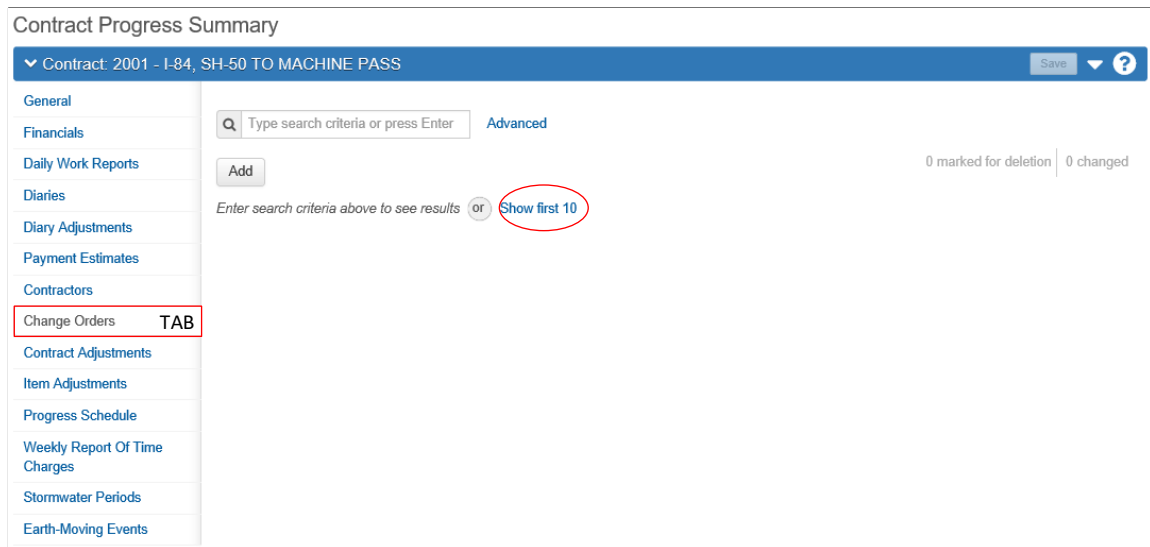 Contract Progress Summary
Contract: 2001 - I-84, SH-50 TO MACHINE PASS
Save
?
General
Financials
Daily Work Reports
Diaries
Diary Adjustments
Payment Estimates
Contractors
Change Orders TAB
Contract Adjustments
Item Adjustments
Progress Schedule
Weekly Report Of Time
Charges
Stormwater Periods
Earth-Moving Events
Type search criteria or press Enter Advanced
Add
0 marked for deletion 0 changed
Enter search criteria above to see results or Show first 10